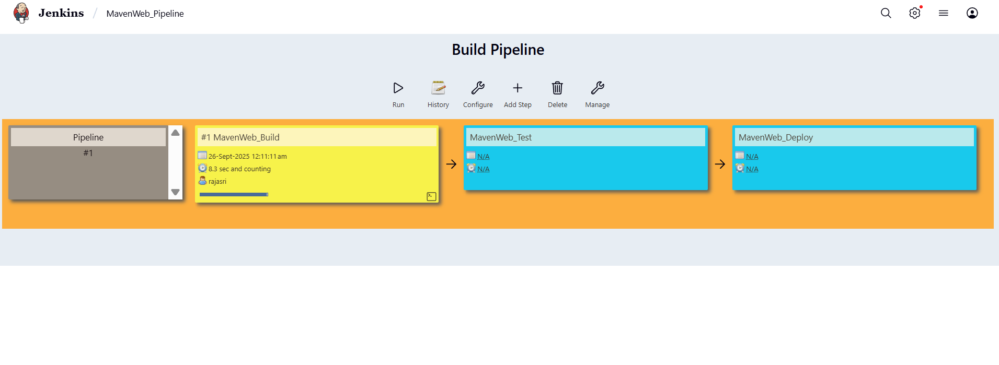 Jenkins / MavenWeb_Pipeline
Build Pipeline
Run History Configure Add Step Delete Manage
Pipeline
#1
#1 MavenWeb_Build
26-Sept-2025 12:11:11 am
8.3 sec and counting
rajasri
MavenWeb_Test
N/A
N/A
MavenWeb_Deploy
N/A
N/A